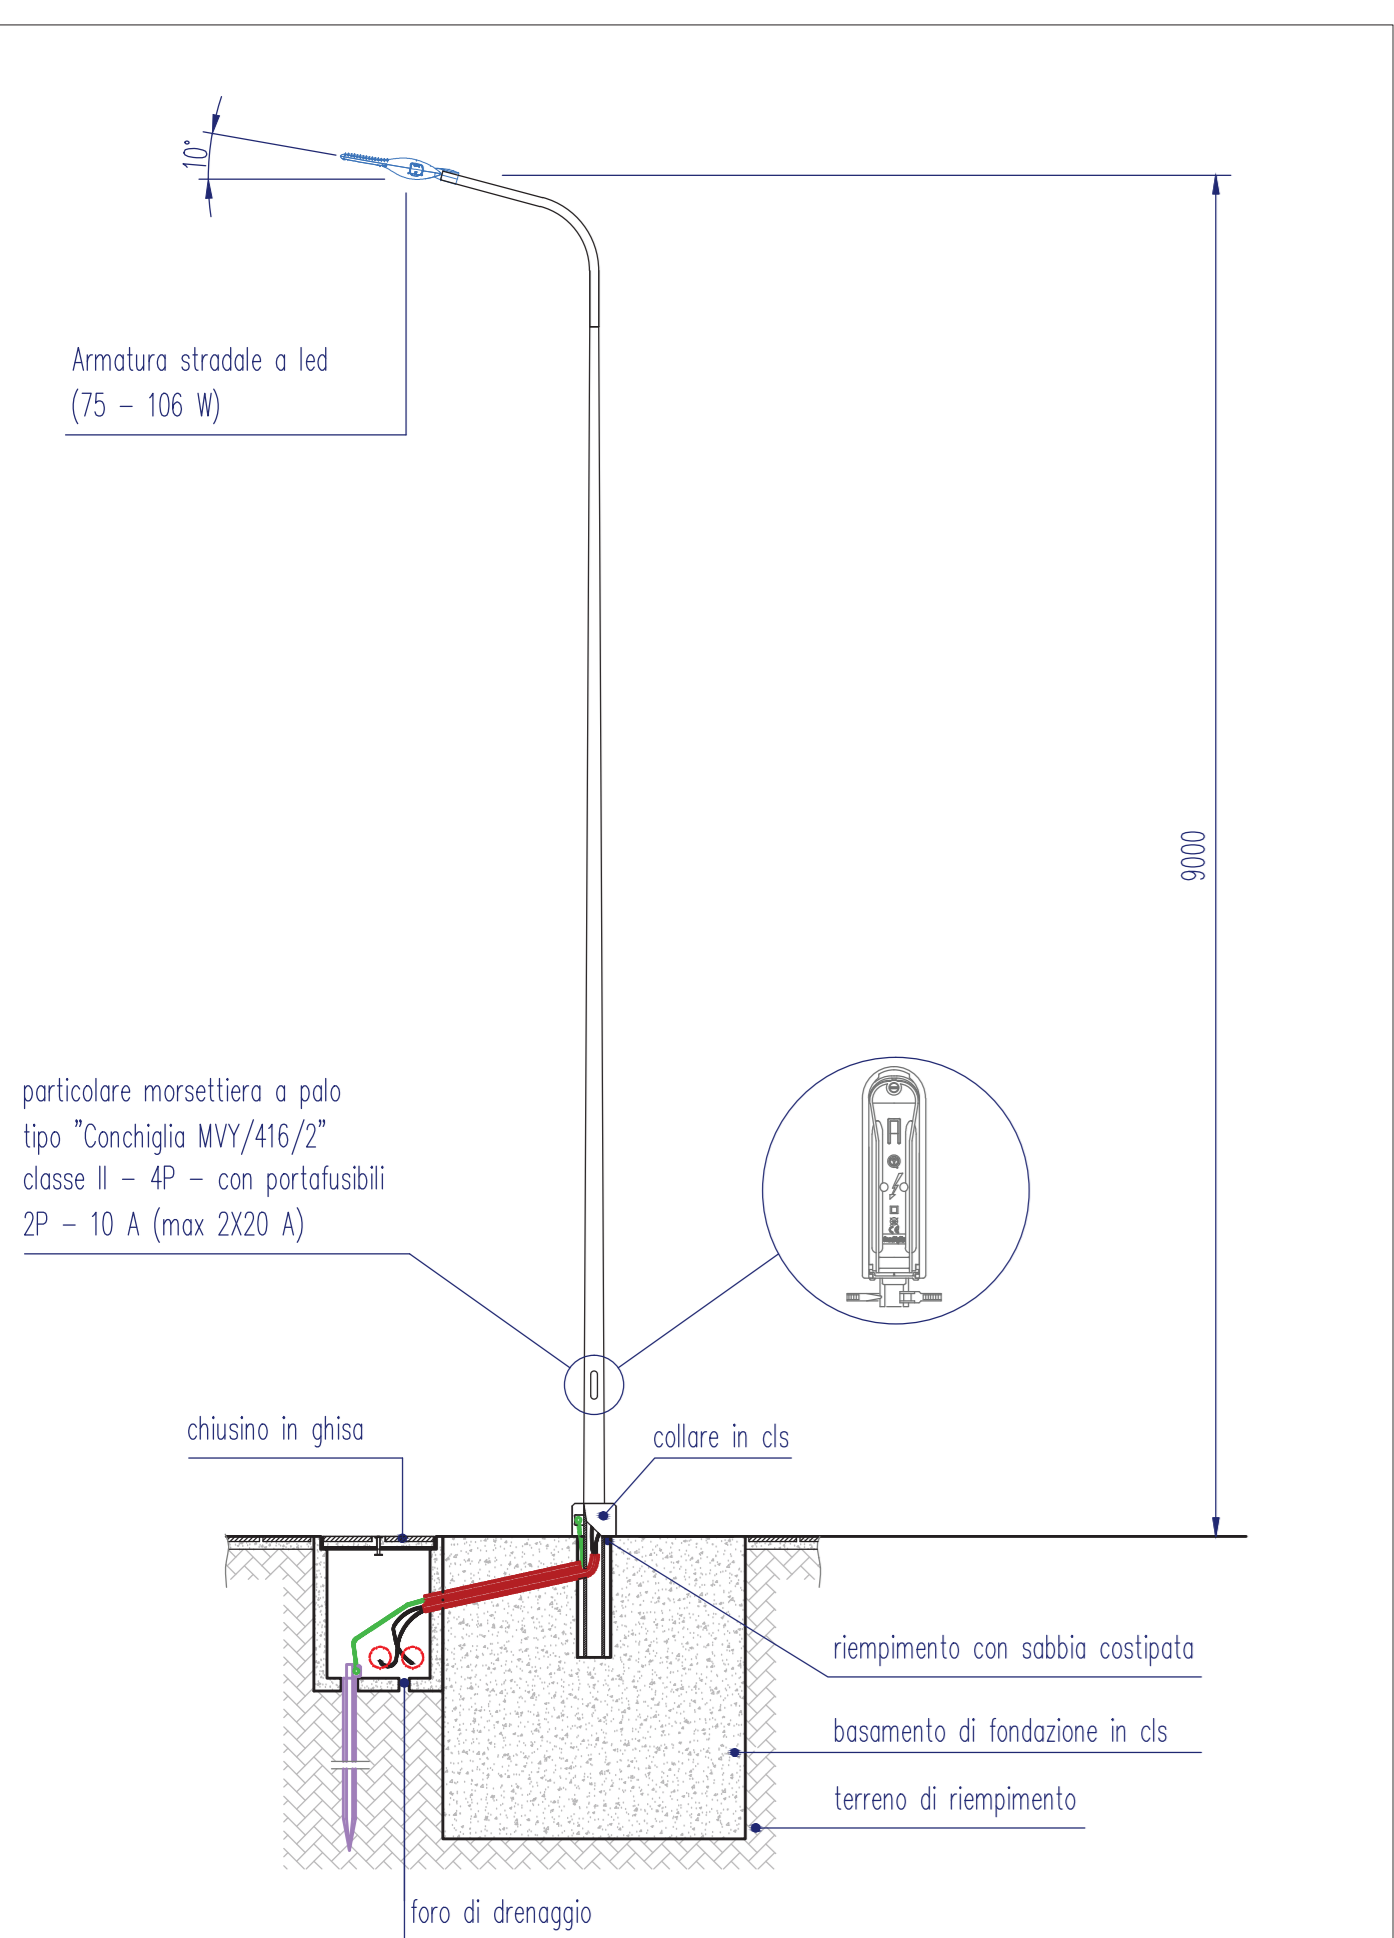 10°
Armatura stradale a led
(75 – 106 W)
9000
particolare morsettiera a palo
tipo "Conchiglia MVY/416/2"
classe II – 4P – con portafusibili
2P – 10 A (max 2X20 A)
chiusino in ghisa
collare in cls
riempimento con sabbia costipata
basamento di fondazione in cls
terreno di riempimento
foro di drenaggio